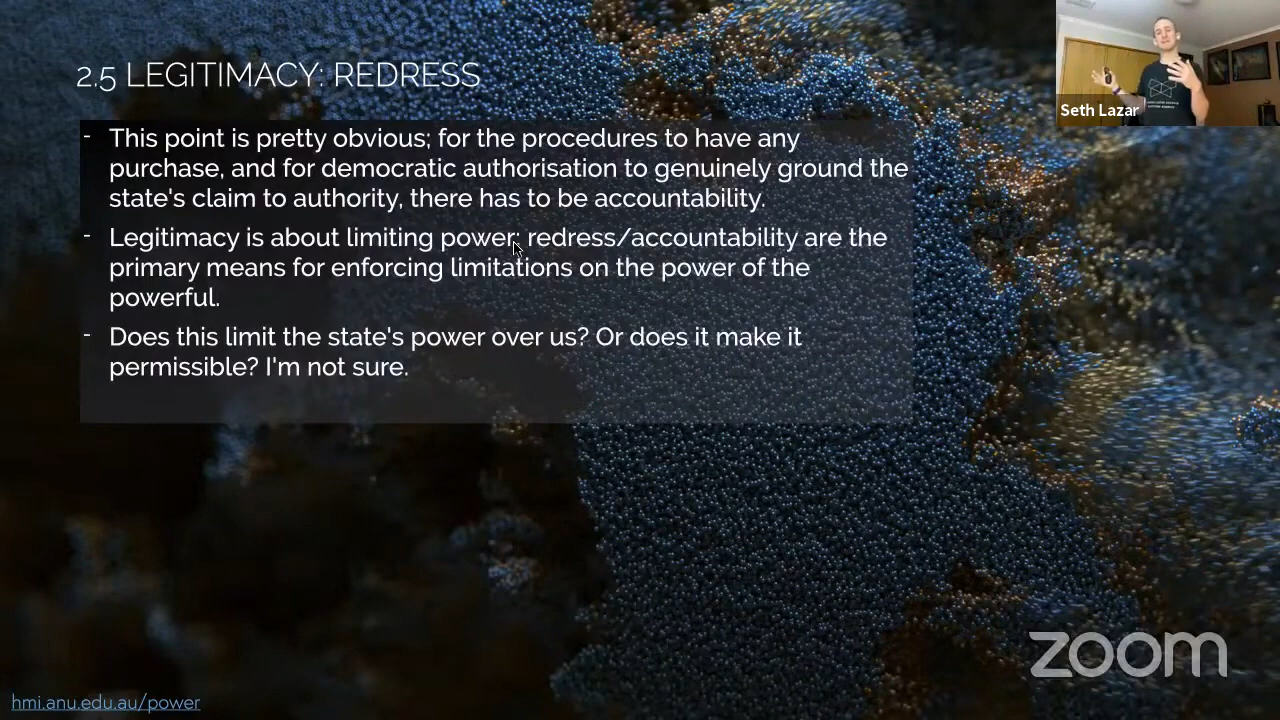 2.5 LEGITIMACY: REDRESS
- This point is pretty obvious; for the procedures to have any
purchase, and for democratic authorisation to genuinely ground the
state's claim to authority, there has to be accountability.
- Legitimacy is about limiting power; redress/accountability are the
primary means for enforcing limitations on the power of the
powerful.
- Does this limit the state's power over us? Or does it make it
permissible? I'm not sure.
Seth Lazar
zoom
hmi.anu.edu.au/power